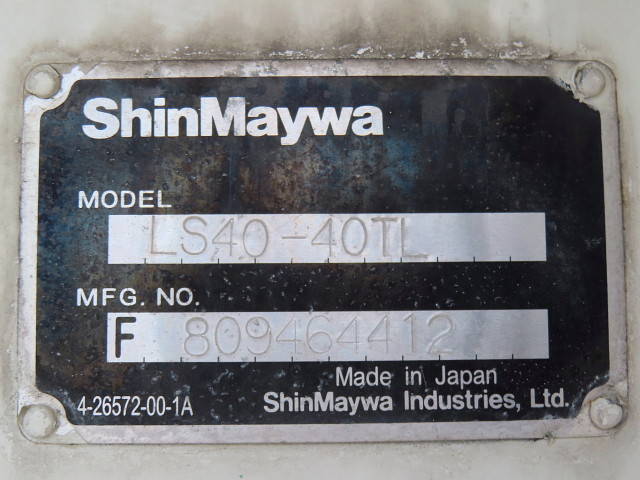 ShinMaywa
MODEL
LS40-40TL
MFG. NO.
F 809464412
Made in Japan
4-26572-00-1A ShinMaywa Industries, Ltd.